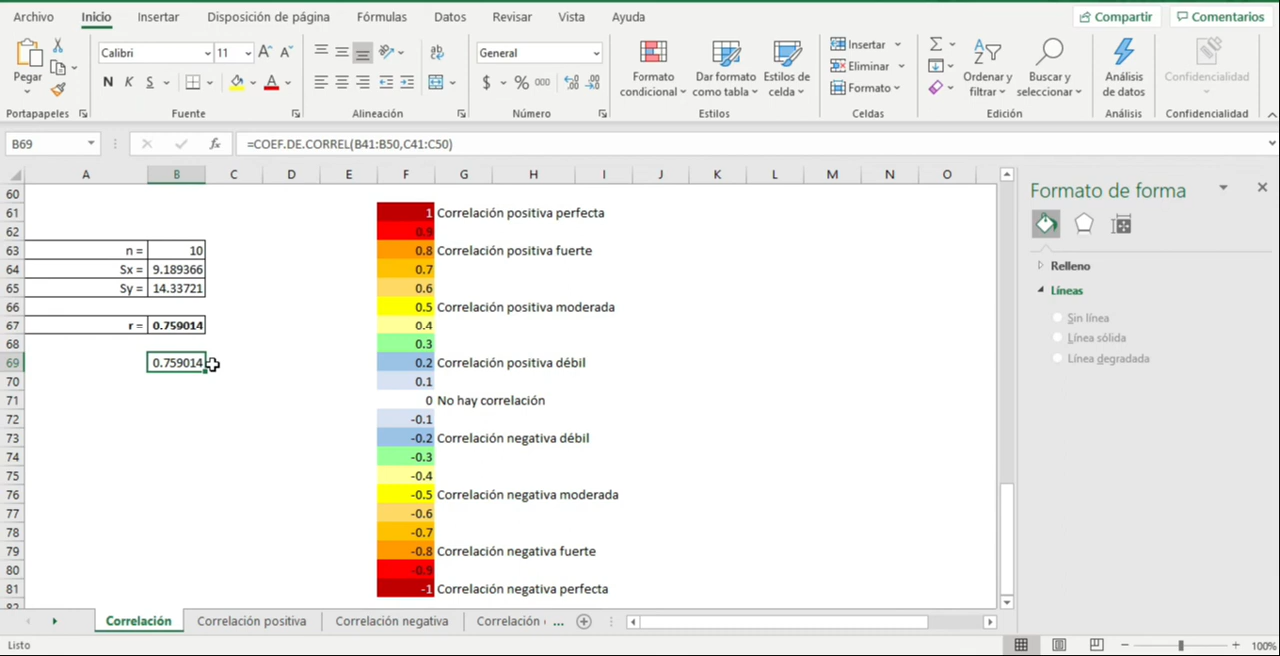 Archivo Inicio Insertar Disposición de página Fórmulas Datos Revisar Vista Ayuda Compartir Comentarios
Pegar Calibri 11 General Formato condicional Dar formato como tabla Estilos de celda Insertar Eliminar Formato Ordenar y filtrar Buscar y seleccionar Análisis de datos Confidencialidad
N K S A $ % 000
Portapapeles Fuente Alineación Número Estilos Celdas Edición Análisis Confidencialidad
B69 fx =COEF.DE.CORREL(B41:B50,C41:C50)
A B C D E F G H I J K L M N O
60
61 1 Correlación positiva perfecta
62 0.9
63 n = 10 0.8 Correlación positiva fuerte
64 Sx = 9.189366 0.7
65 Sy = 14.33721 0.6
66 0.5 Correlación positiva moderada
67 r = 0.759014 0.4
68 0.3
69 0.759014 0.2 Correlación positiva débil
70 0.1
71 0 No hay correlación
72 -0.1
73 -0.2 Correlación negativa débil
74 -0.3
75 -0.4
76 -0.5 Correlación negativa moderada
77 -0.6
78 -0.7
79 -0.8 Correlación negativa fuerte
80 -0.9
81 -1 Correlación negativa perfecta
82
Formato de forma
Relleno
Líneas
Sin línea
Línea sólida
Línea degradada
Correlación Correlación positiva Correlación negativa Correlación ...
Listo 100%